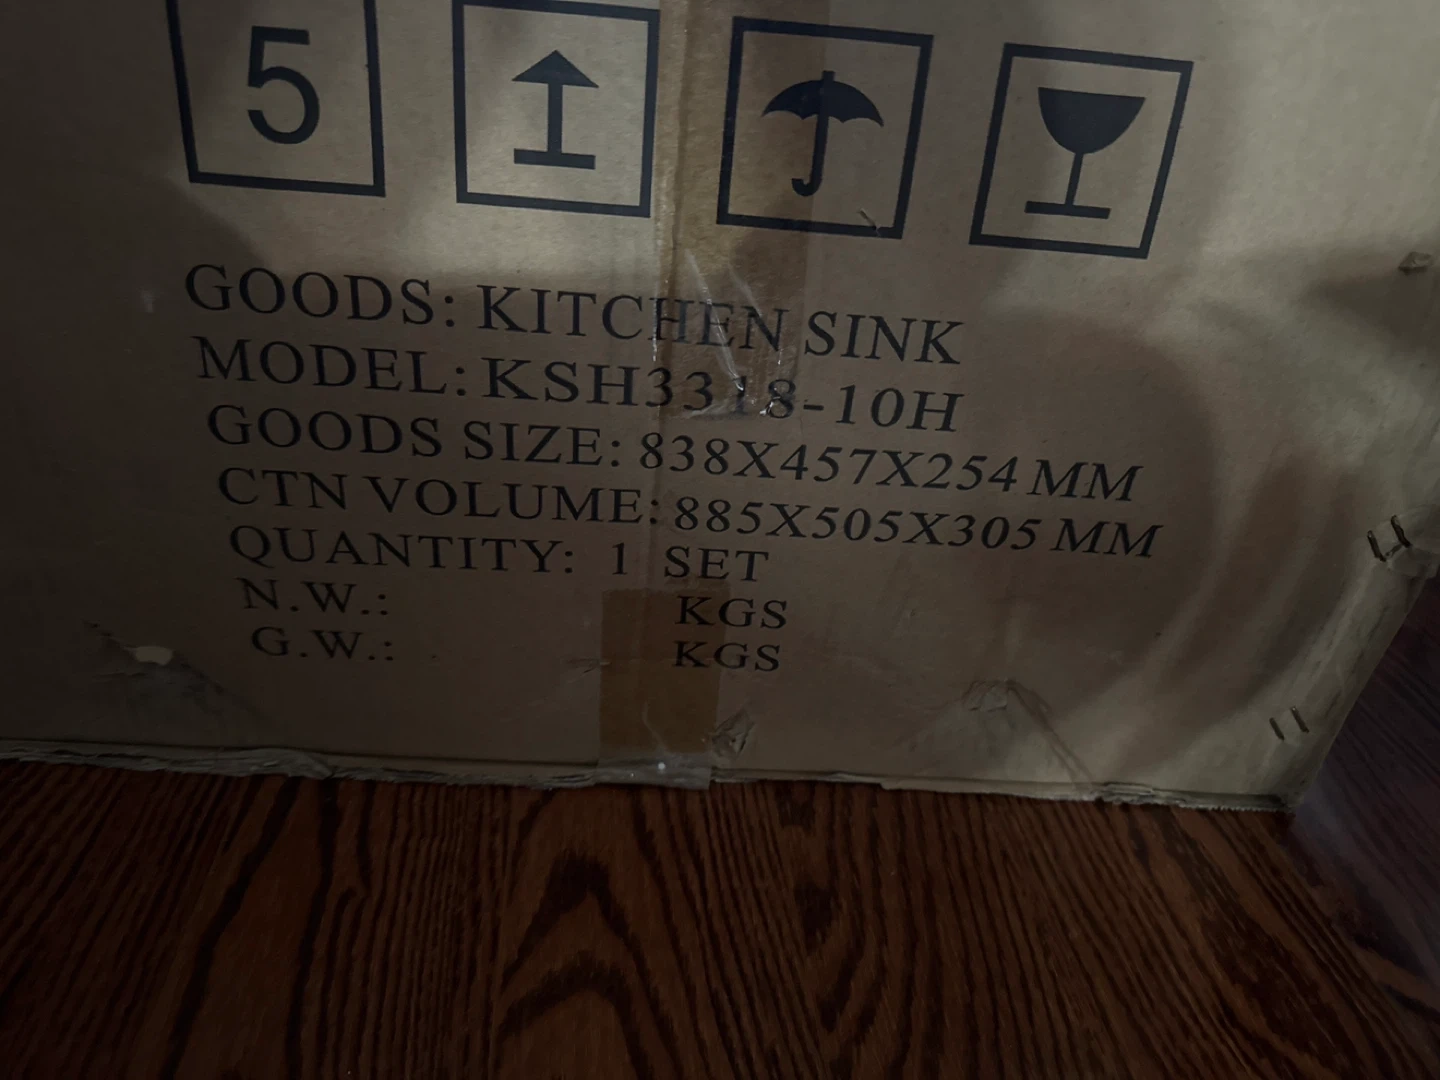 5
GOODS: KITCHEN SINK
MODEL: KSH3318-10H
GOODS SIZE: 838X457X254 MM
CTN VOLUME: 885X505X305 MM
QUANTITY: 1 SET
N.W.: KGS
G.W.: KGS